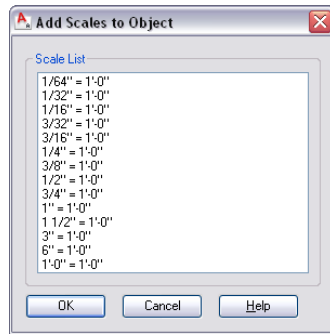 Add Scales to Object
Scale List
1/64" = 1'-0"
1/32" = 1'-0"
1/16" = 1'-0"
3/32" = 1'-0"
3/16" = 1'-0"
1/4" = 1'-0"
3/8" = 1'-0"
1/2" = 1'-0"
3/4" = 1'-0"
1" = 1'-0"
1 1/2" = 1'-0"
3" = 1'-0"
6" = 1'-0"
1'-0" = 1'-0"
OK Cancel Help